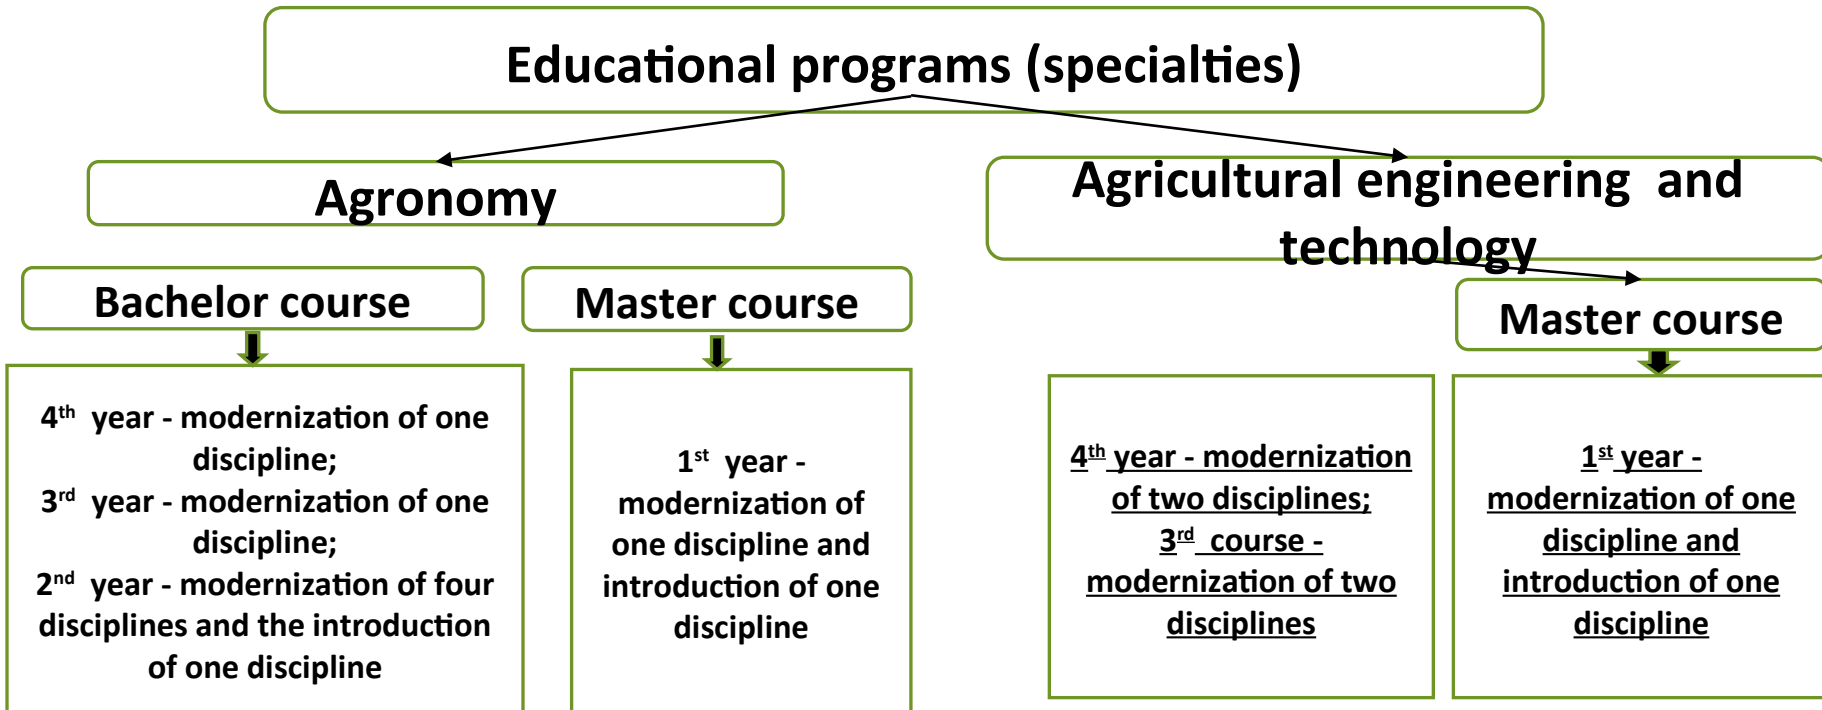 Educational programs (specialties)
Agronomy
Agricultural engineering and
technology
Bachelor course
Master course
Master course
4th year - modernization of one
discipline;
3rd year - modernization of one
discipline;
2nd year - modernization of four
disciplines and the introduction
of one discipline
1st year -
modernization of
one discipline and
introduction of one
discipline
4th year - modernization
of two disciplines;
3rd course -
modernization of two
disciplines
1st year -
modernization of one
discipline and
introduction of one
discipline